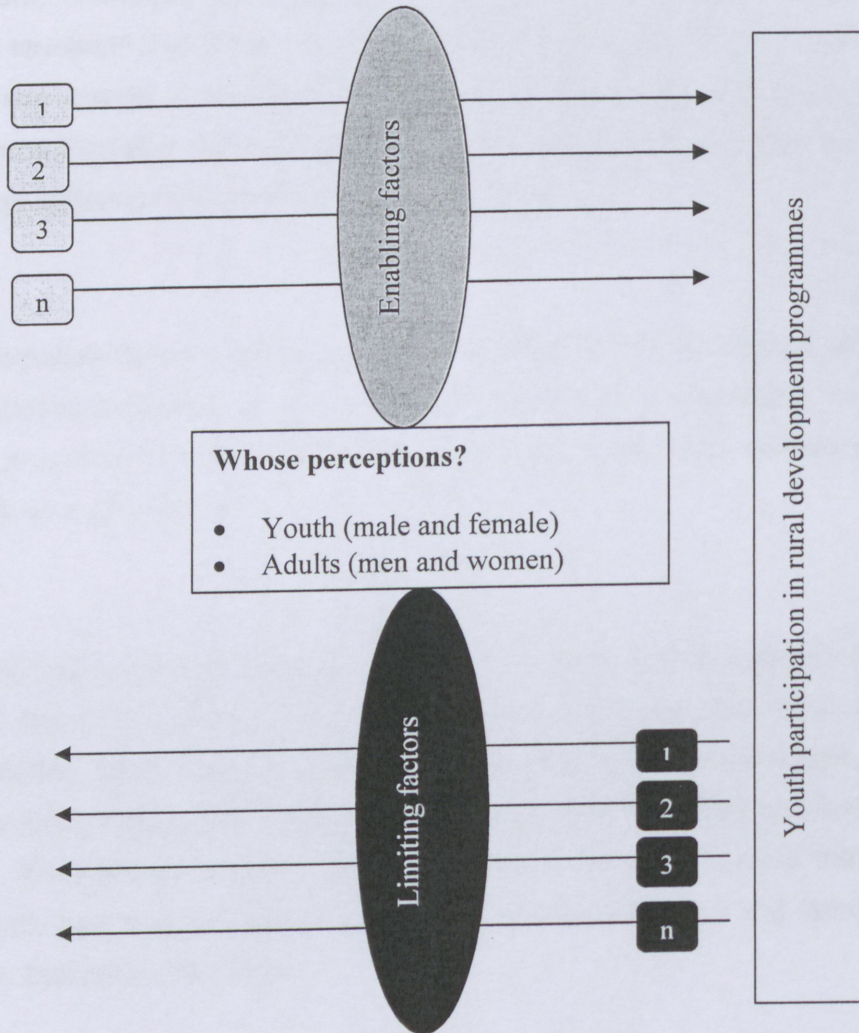 1
2
3
n
Enabling factors
Whose perceptions?
• Youth (male and female)
• Adults (men and women)
Limiting factors
1
2
3
n
Youth participation in rural development programmes